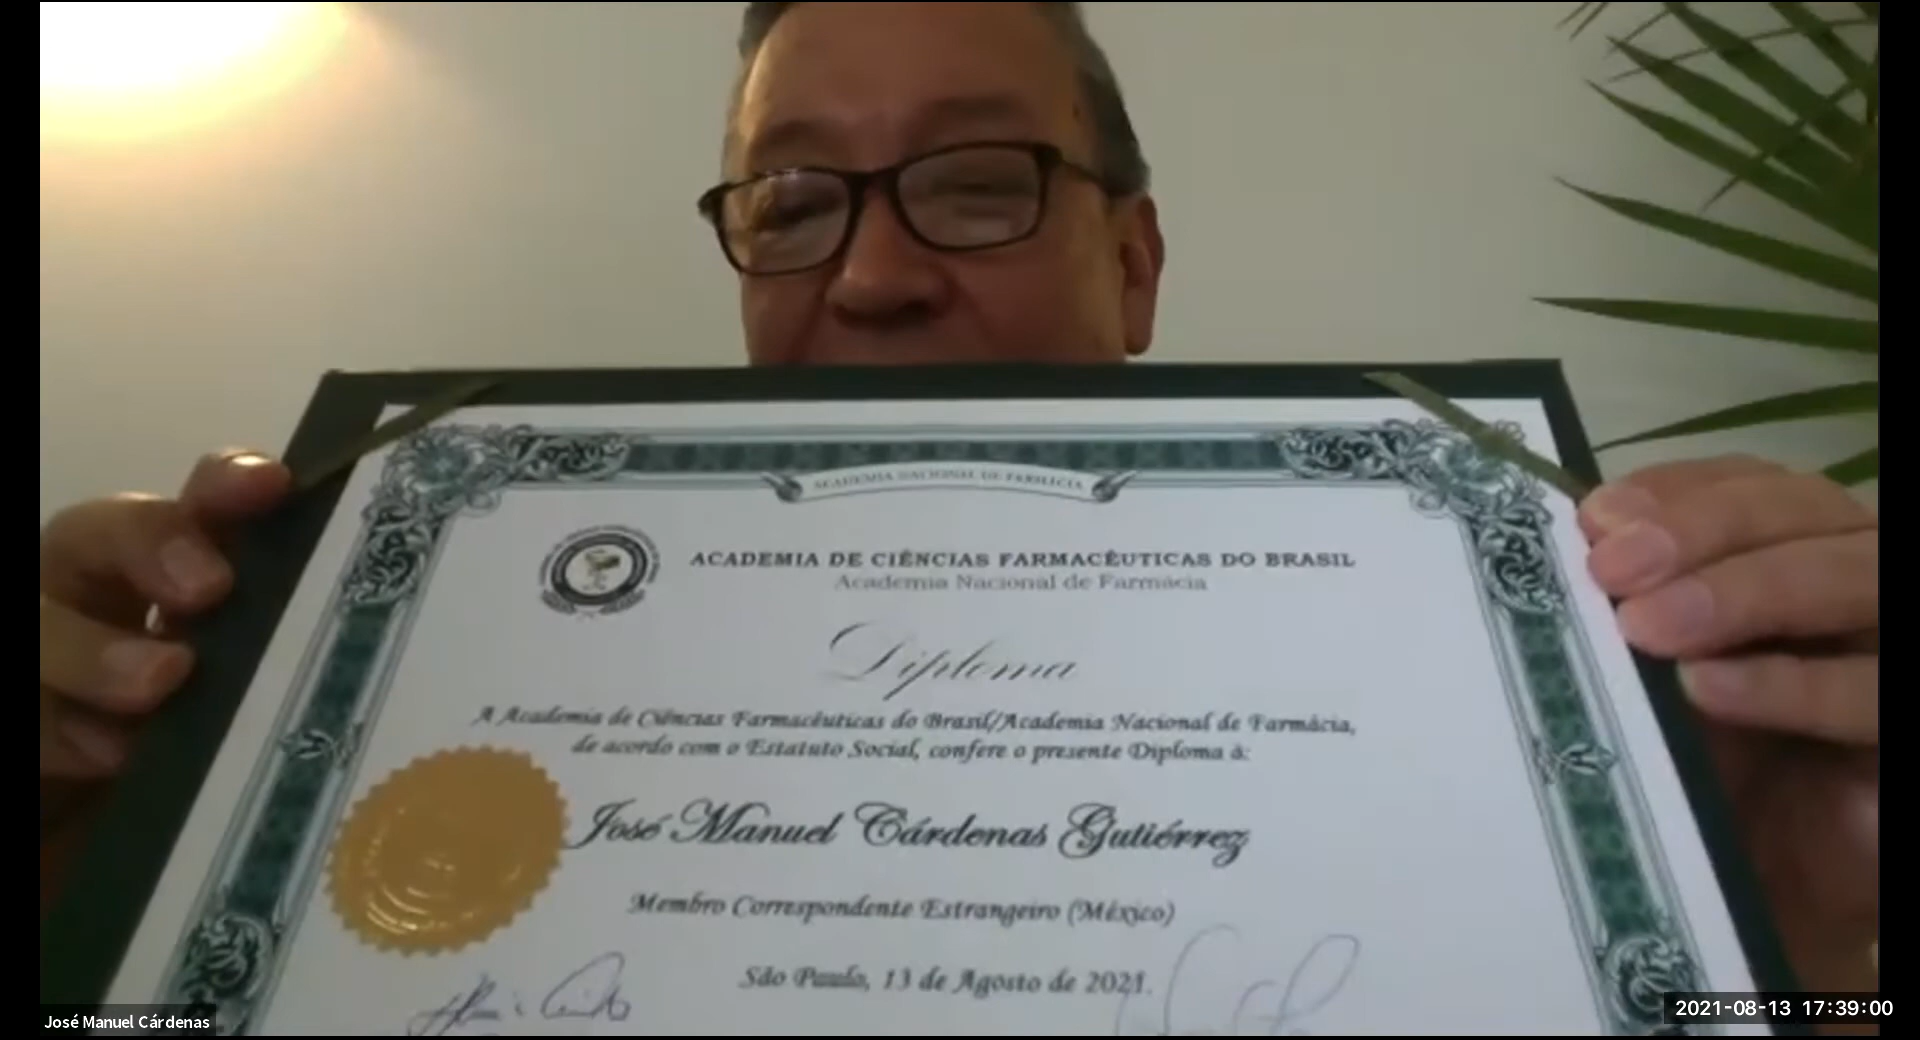 ACADEMIA NACIONAL DE FARMÁCIA
ACADEMIA DE CIÊNCIAS FARMACÊUTICAS DO BRASIL
Academia Nacional de Farmácia
Diploma
A Academia de Ciências Farmacêuticas do Brasil/Academia Nacional de Farmácia,
de acordo com o Estatuto Social, confere o presente Diploma à:
José Manuel Cárdenas Gutiérrez
Membro Correspondente Estrangeiro (México)
São Paulo, 13 de Agosto de 2021.
José Manuel Cárdenas
2021-08-13 17:39:00